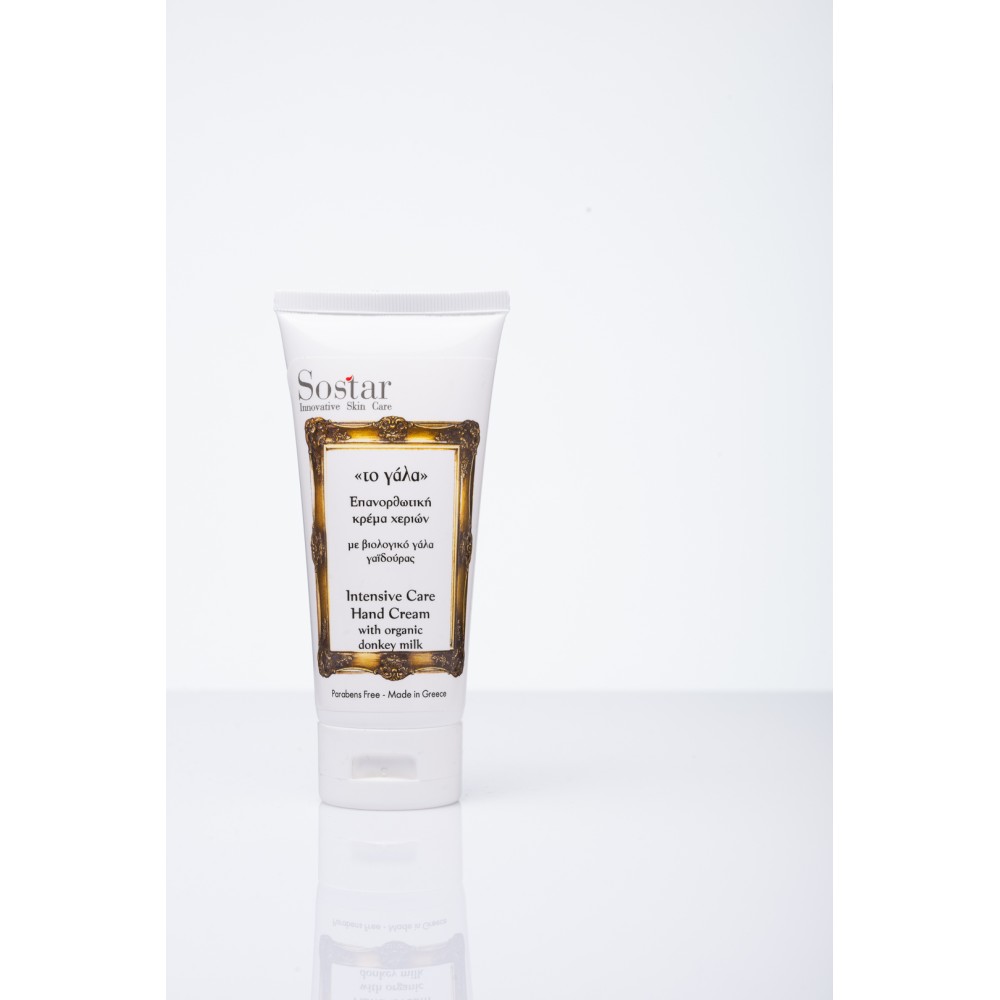 Sostar
Innovative Skin Care
«το γάλα»
Επανορθωτική
κρέμα χεριών
με βιολογικό γάλα
γαϊδούρας
Intensive Care
Hand Cream
with organic
donkey milk
Parabens Free - Made in Greece